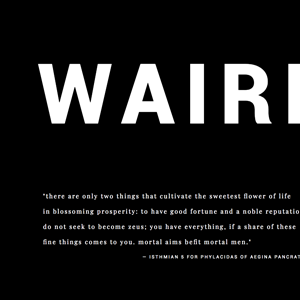 WAIR
"there are only two things that cultivate the sweetest flower of life
in blossoming prosperity: to have good fortune and a noble reputatio
do not seek to become zeus; you have everything, if a share of these
fine things comes to you. mortal aims befit mortal men."
— ISTHMIAN 5 FOR PHYLACIDAS OF AEGINA PANCRAT